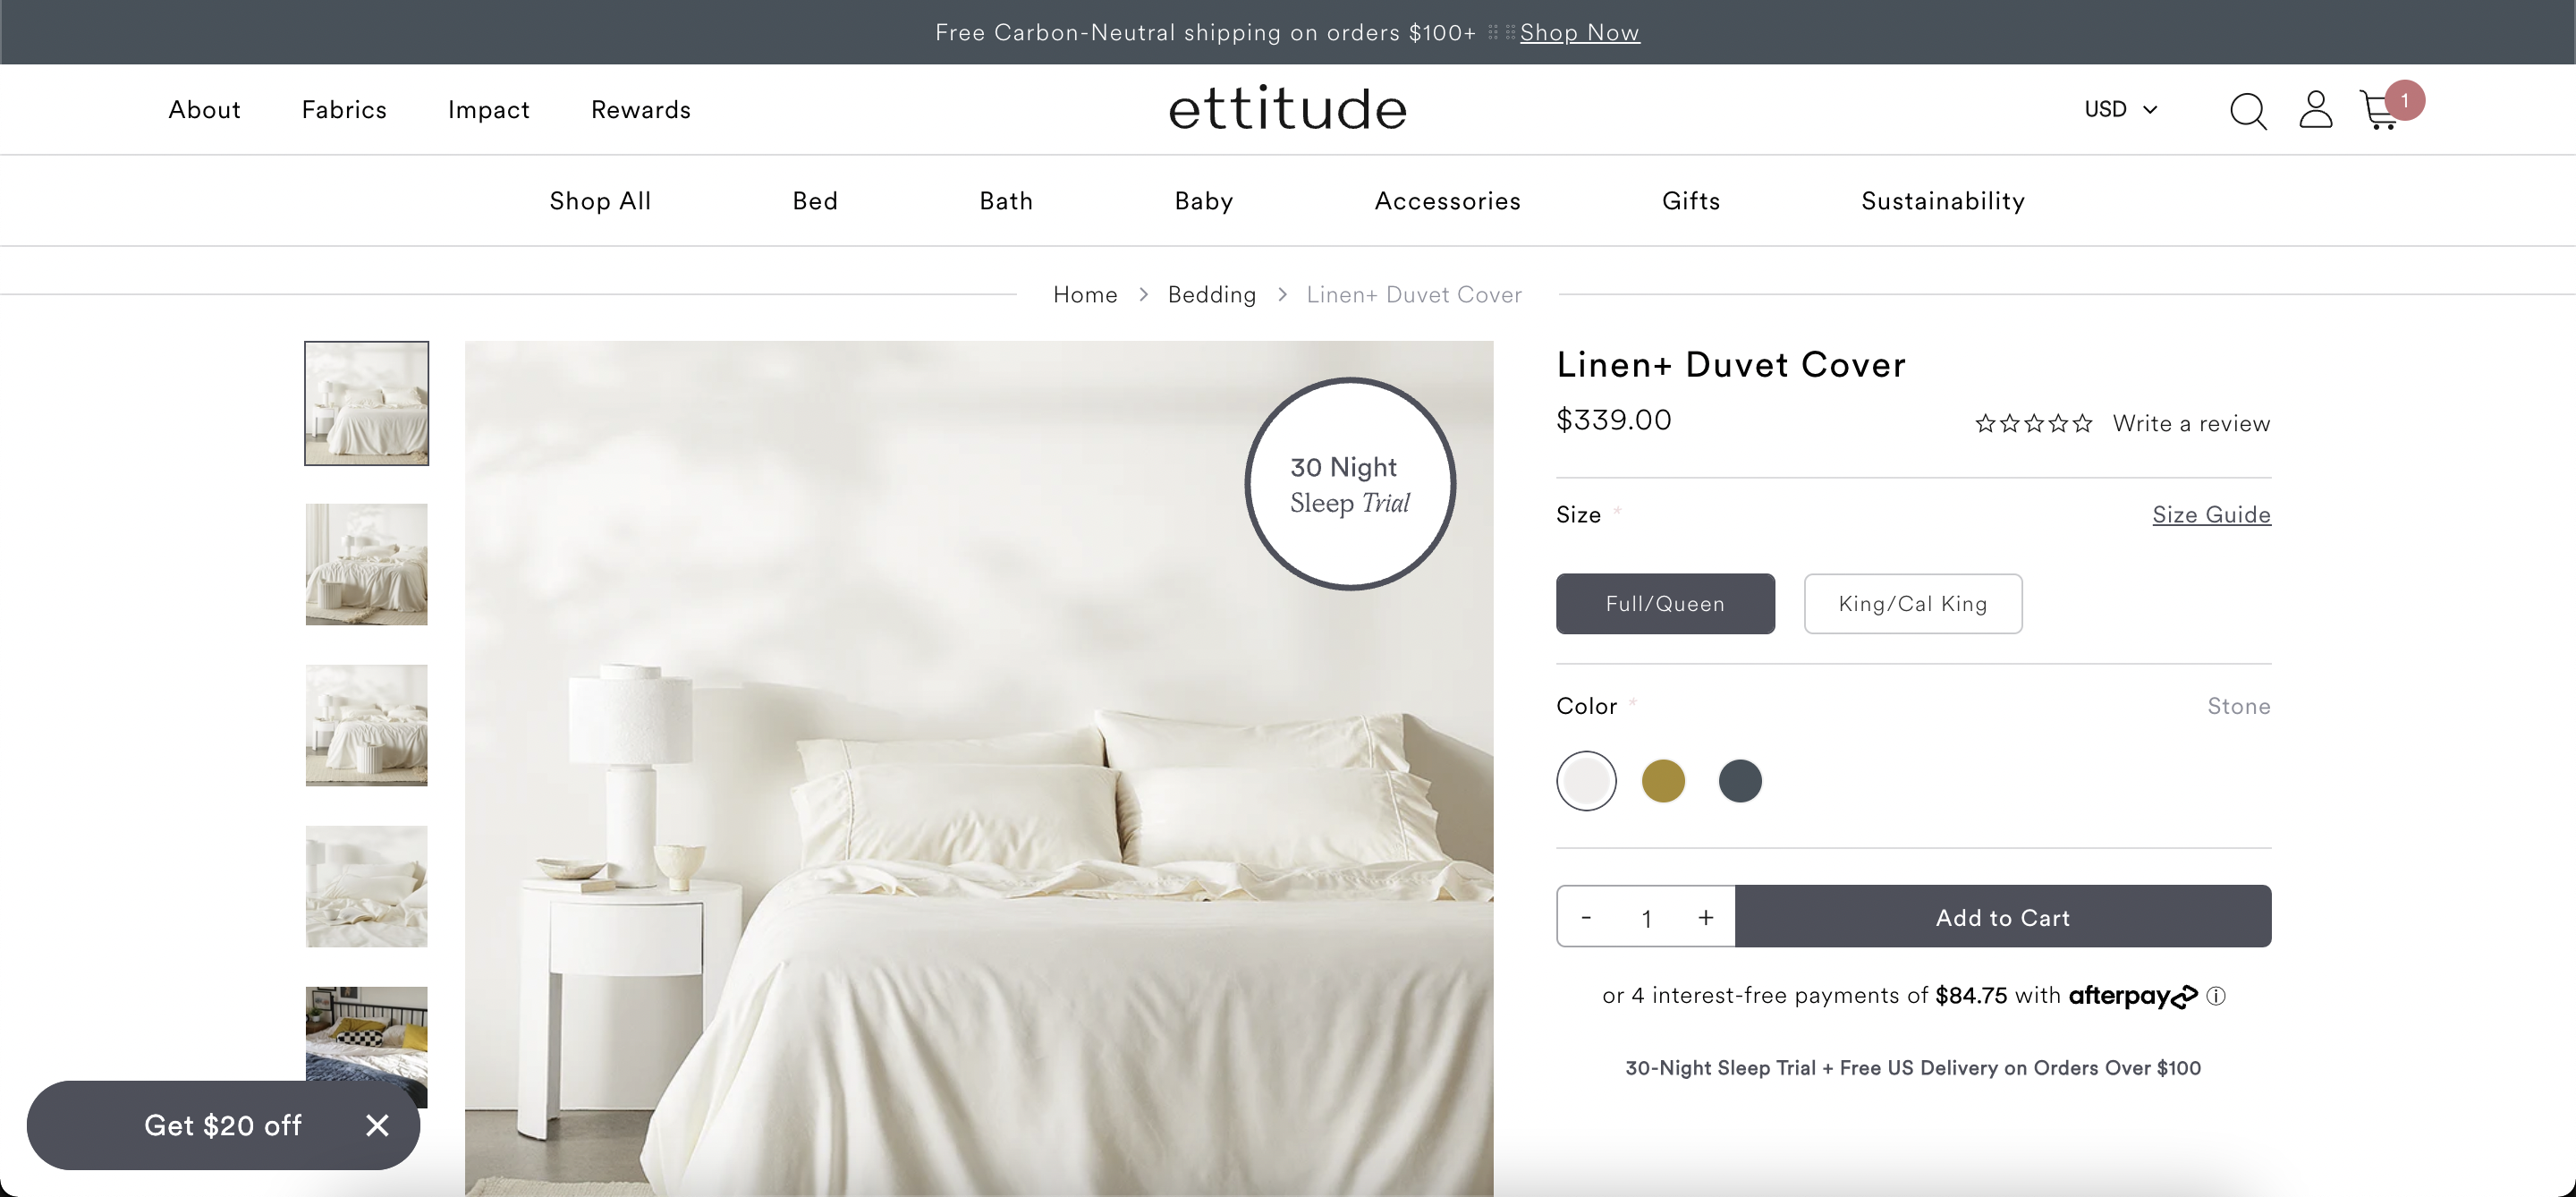 Free Carbon-Neutral shipping on orders $100+ Shop Now
About Fabrics Impact Rewards
ettitude
USD
1
Shop All Bed Bath Baby Accessories Gifts Sustainability
Home > Bedding > Linen+ Duvet Cover
30 Night
Sleep Trial
Linen+ Duvet Cover
$339.00
Write a review
Size *
Size Guide
Full/Queen King/Cal King
Color *
Stone
- 1 +
Add to Cart
or 4 interest-free payments of $84.75 with afterpay
30-Night Sleep Trial + Free US Delivery on Orders Over $100
Get $20 off